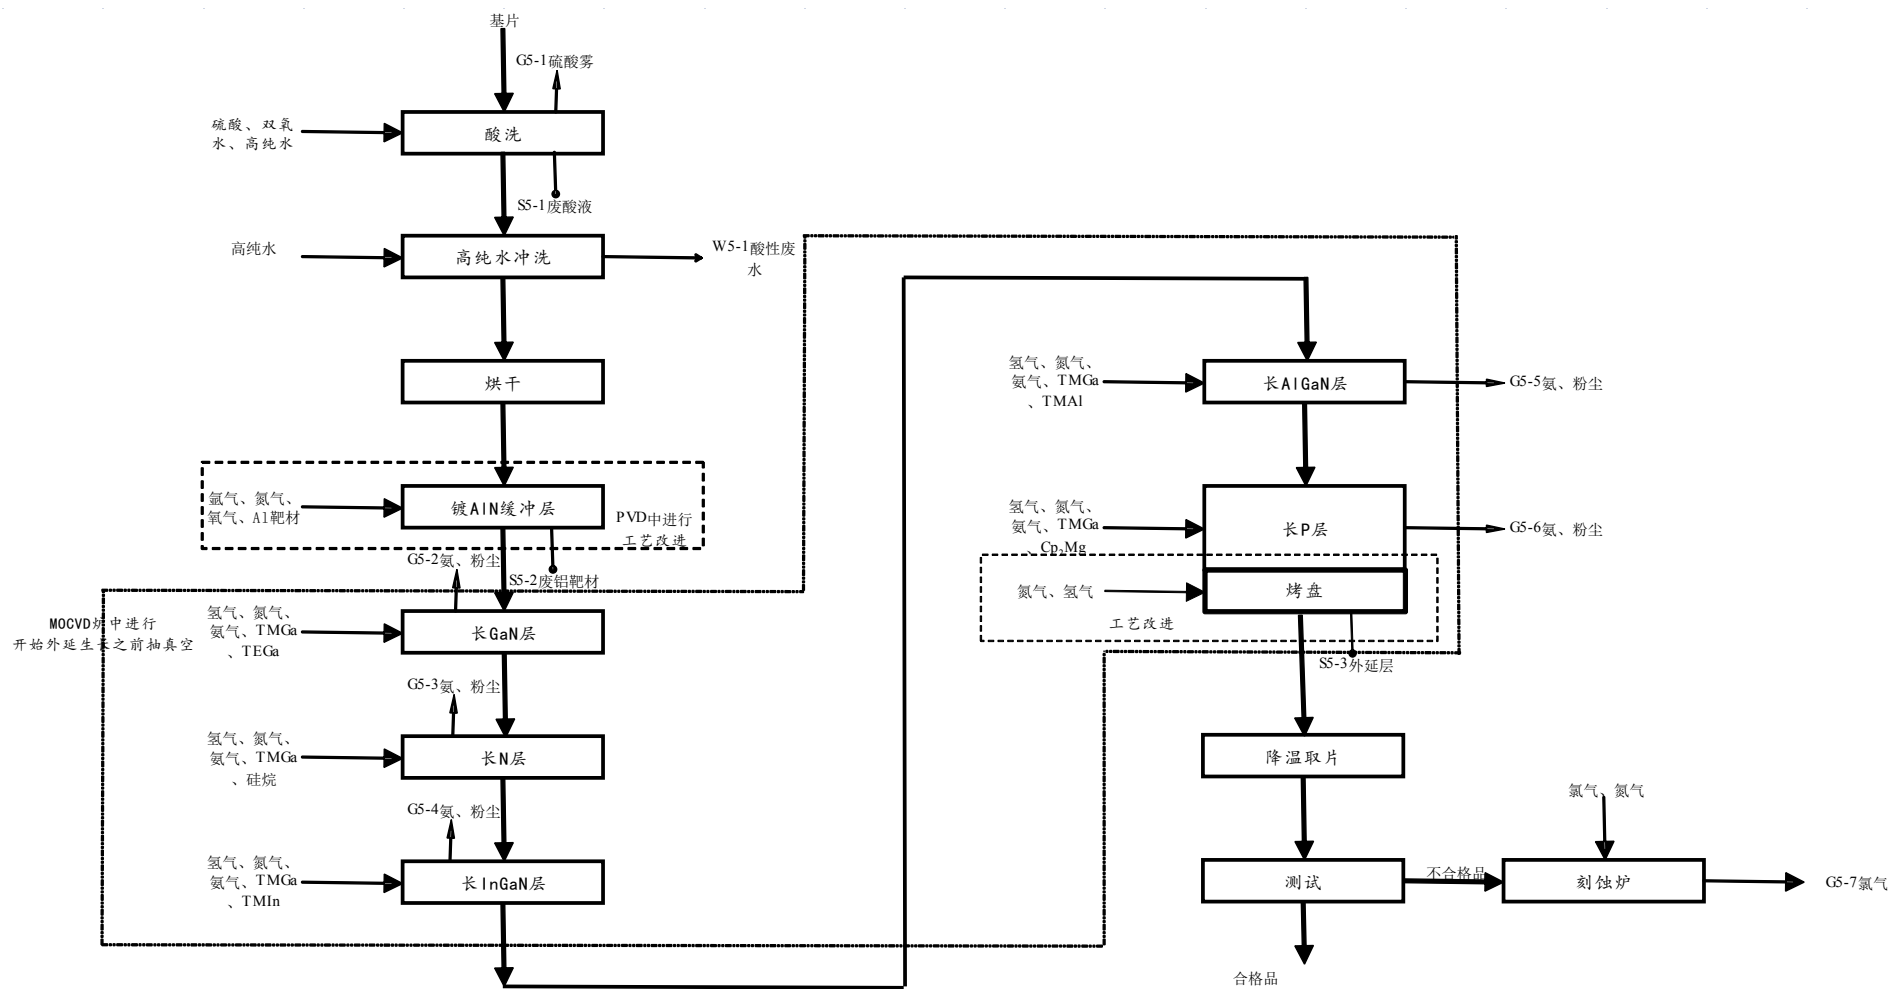 基片
G5-1硫酸雾
硫酸、双氧
水、高纯水
酸洗
S5-1废酸液
高纯水
高纯水冲洗
W5-1酸性废
水
烘干
氩气、氮气、
氧气、Al靶材
镀AlN缓冲层
PVD中进行
工艺改进
G5-2氨、粉尘
S5-2废铝靶材
MOCVD炉中进行
开始外延生长之前抽真空
氢气、氮气、
氨气、TMGa
、TEGa
长GaN层
G5-3氨、粉尘
氢气、氮气、
氨气、TMGa
、硅烷
长N层
G5-4氨、粉尘
氢气、氮气、
氨气、TMGa
、TMIn
长InGaN层
氢气、氮气、
氨气、TMGa
、TMAl
长AlGaN层
G5-5氨、粉尘
氢气、氮气、
氨气、TMGa
、Cp₂Mg
长P层
G5-6氨、粉尘
氮气、氢气
烤盘
工艺改进
S5-3外延层
降温取片
氯气、氮气
测试
不合格品
刻蚀炉
G5-7氯气
合格品